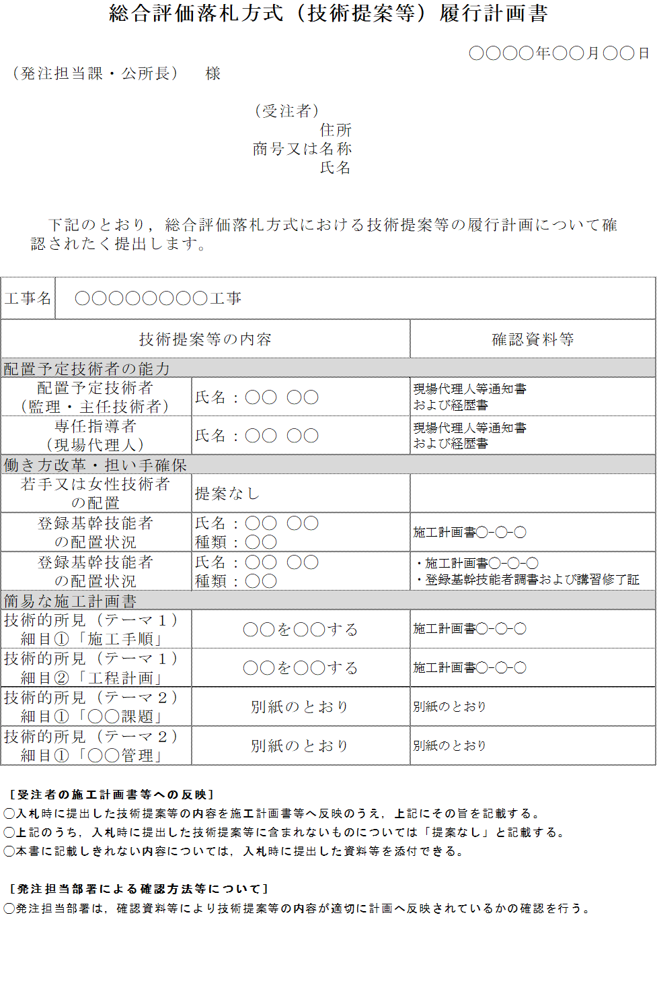 総合評価落札方式（技術提案等）履行計画書
〇〇〇〇年〇〇月〇〇日
（発注担当課・公所長）　様
（受注者）
住所
商号又は名称
氏名
下記のとおり，総合評価落札方式における技術提案等の履行計画について確
認されたく提出します。
工事名　〇〇〇〇〇〇〇〇工事
技術提案等の内容　確認資料等
配置予定技術者の能力
配置予定技術者
（監理・主任技術者）
氏名：〇〇 〇〇
現場代理人等通知書
および経歴書
専任指導者
（現場代理人）
氏名：〇〇 〇〇
現場代理人等通知書
および経歴書
働き方改革・担い手確保
若手又は女性技術者
の配置
提案なし
登録基幹技能者
の配置状況
氏名：〇〇 〇〇
種類：〇〇
施工計画書〇-〇-〇
登録基幹技能者
の配置状況
氏名：〇〇 〇〇
種類：〇〇
・施工計画書〇-〇-〇
・登録基幹技能者調書および講習修了証
簡易な施工計画書
技術的所見（テーマ１）
細目①「施工手順」
〇〇を〇〇する
施工計画書〇-〇-〇
技術的所見（テーマ１）
細目②「工程計画」
〇〇を〇〇する
施工計画書〇-〇-〇
技術的所見（テーマ２）
細目①「〇〇課題」
別紙のとおり
別紙のとおり
技術的所見（テーマ２）
細目①「〇〇管理」
別紙のとおり
別紙のとおり
［受注者の施工計画書等への反映］
〇入札時に提出した技術提案等の内容を施工計画書等へ反映のうえ，上記にその旨を記載する。
〇上記のうち，入札時に提出した技術提案等に含まれないものについては「提案なし」と記載する。
〇本書に記載しきれない内容については，入札時に提出した資料等を添付できる。
［発注担当部署による確認方法等について］
〇発注担当部署は，確認資料等により技術提案等の内容が適切に計画へ反映されているかの確認を行う。